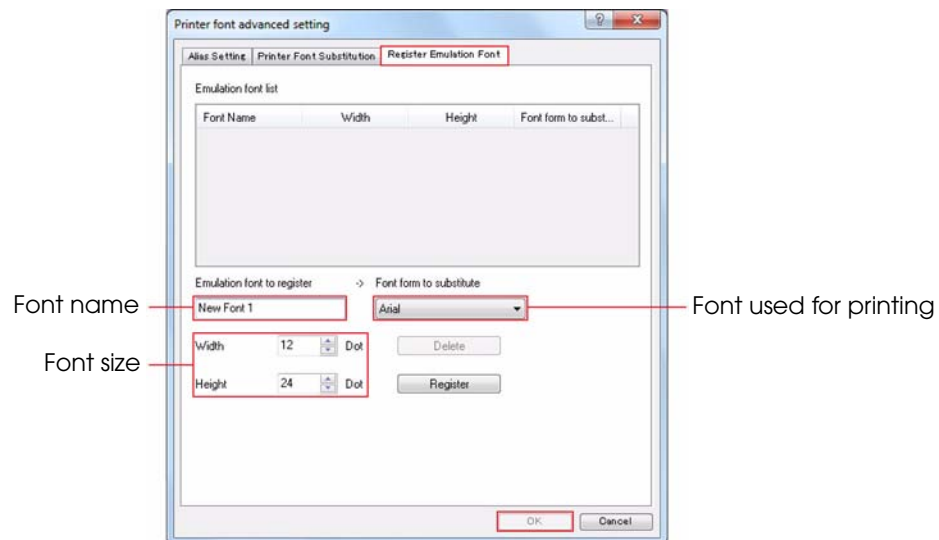 Printer font advanced setting
Alias Setting Printer Font Substitution Register Emulation Font
Emulation font list
Font Name Width Height Font form to subst...
Emulation font to register -> Font form to substitute
Font name New Font 1 Arial Font used for printing
Font size
Width 12 Dot Delete
Height 24 Dot Register
OK Cancel